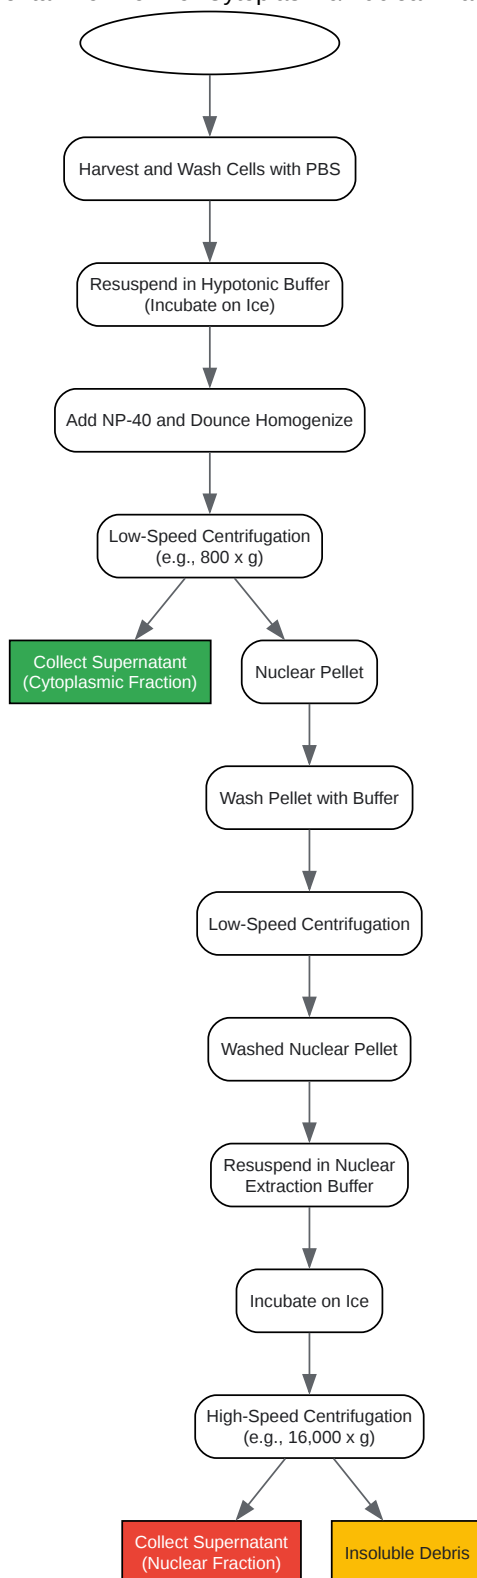 Harvest and Wash Cells with PBS
Resuspend in Hypotonic Buffer
(Incubate on Ice)
Add NP-40 and Dounce Homogenize
Low-Speed Centrifugation
(e.g., 800 x g)
Collect Supernatant
(Cytoplasmic Fraction)
Nuclear Pellet
Wash Pellet with Buffer
Low-Speed Centrifugation
Washed Nuclear Pellet
Resuspend in Nuclear
Extraction Buffer
Incubate on Ice
High-Speed Centrifugation
(e.g., 16,000 x g)
Collect Supernatant
(Nuclear Fraction)
Insoluble Debris